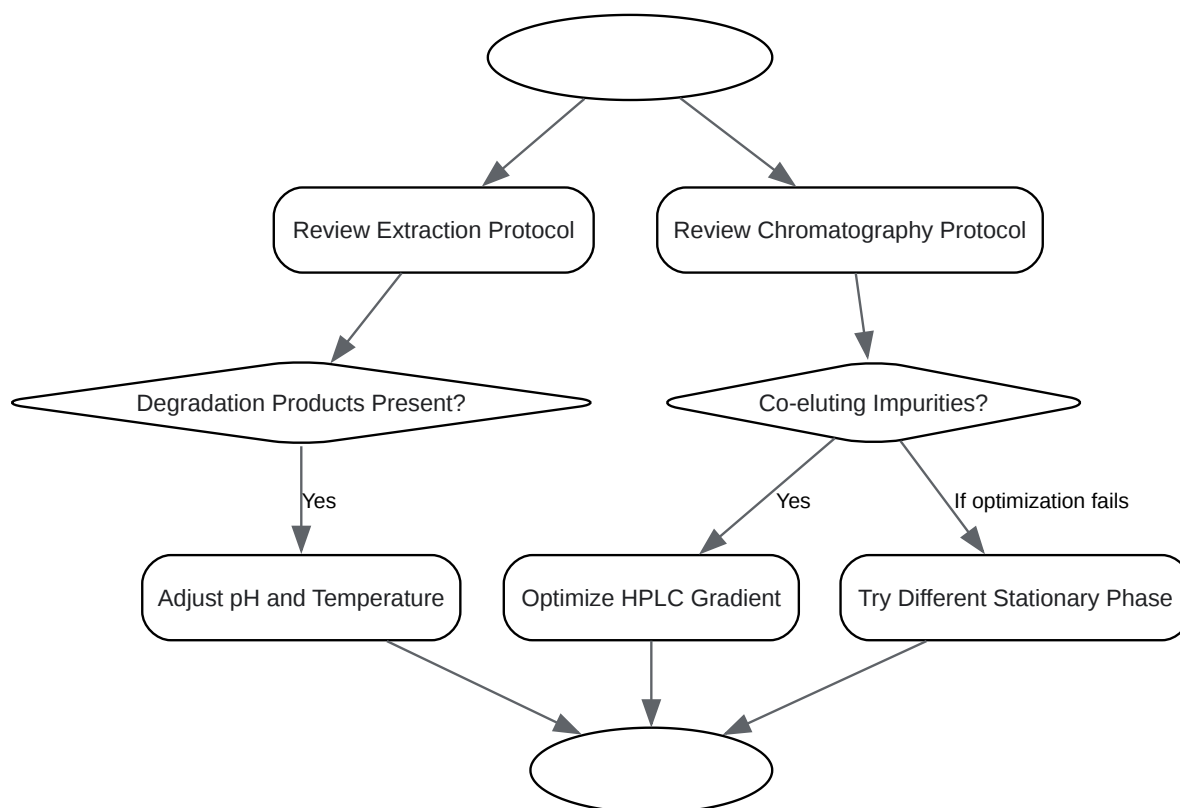 Review Extraction Protocol
Review Chromatography Protocol
Degradation Products Present?
Co-eluting Impurities?
Yes
Yes
If optimization fails
Adjust pH and Temperature
Optimize HPLC Gradient
Try Different Stationary Phase